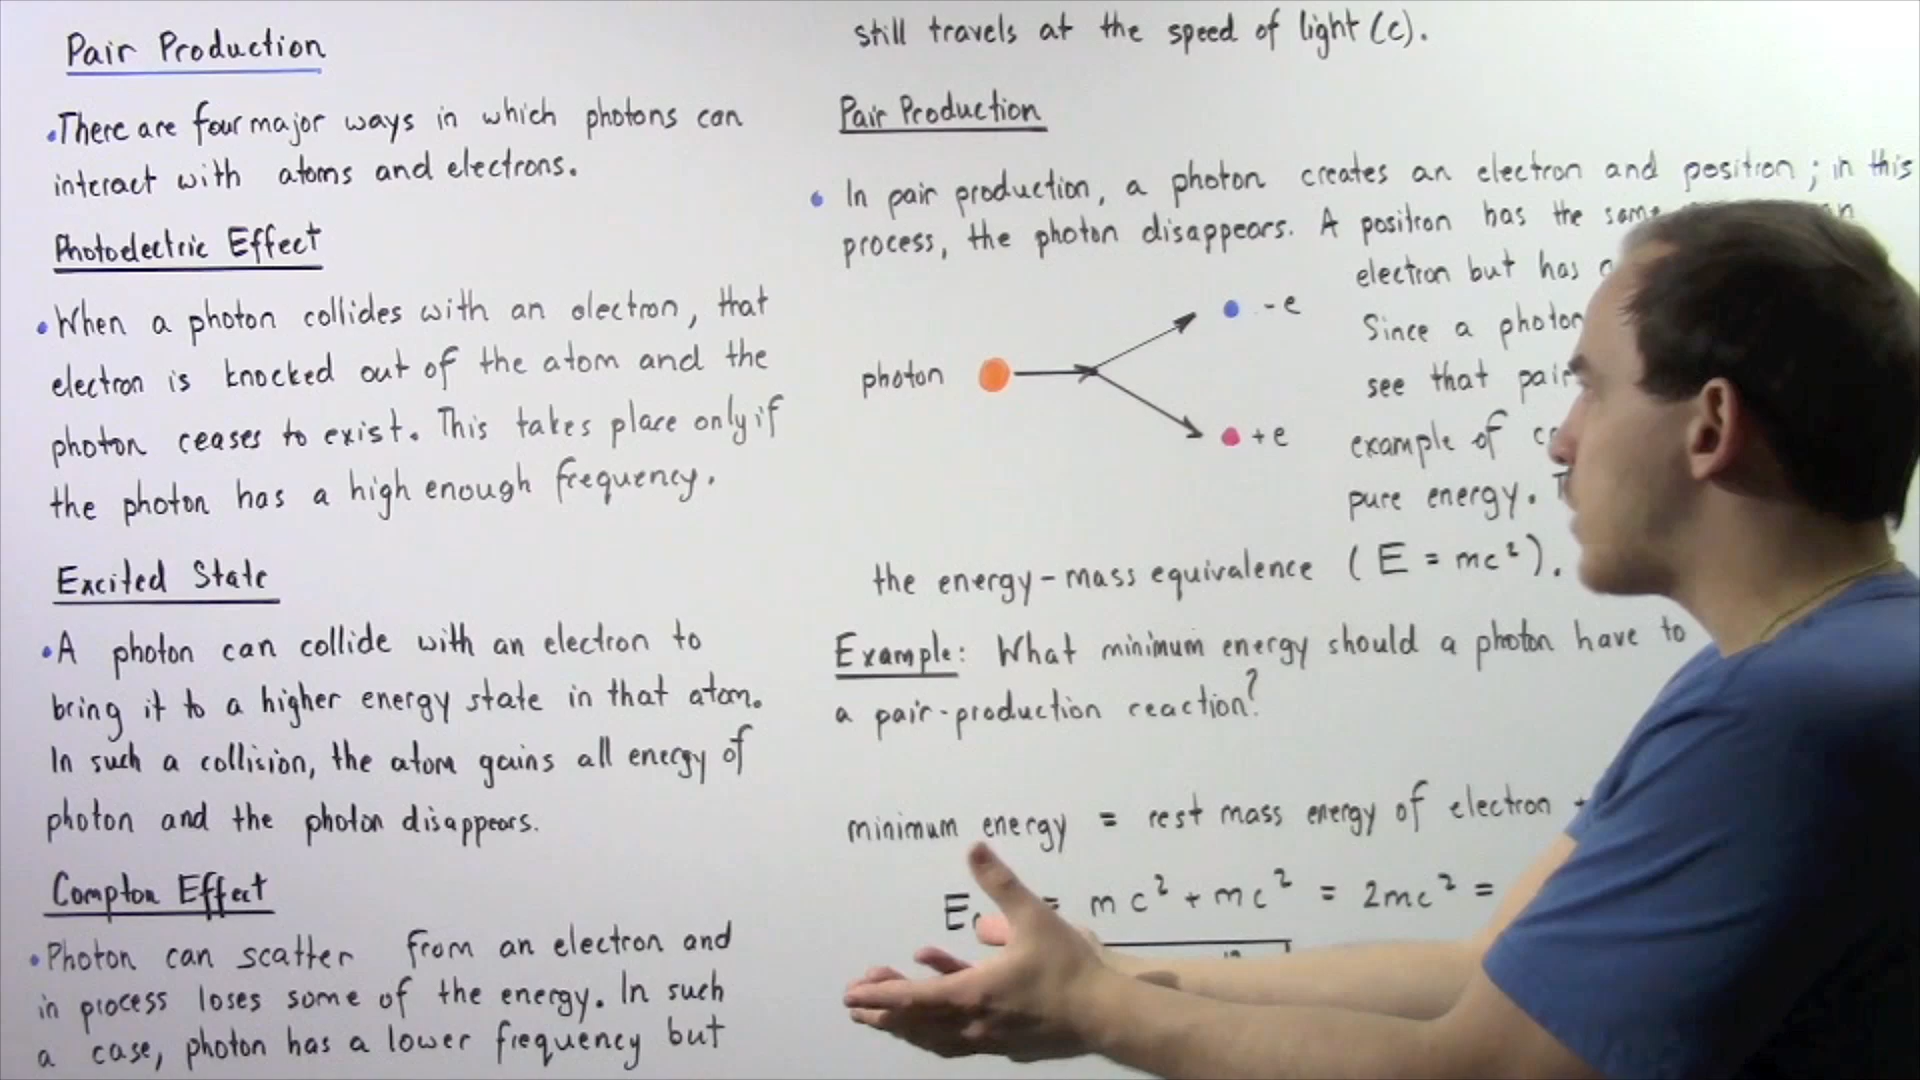 Pair Production
•There are four major ways in which photons can
interact with atoms and electrons.
Photoelectric Effect
•When a photon collides with an electron, that
electron is knocked out of the atom and the
photon ceases to exist. This takes place only if
the photon has a high enough frequency.
Excited State
•A photon can collide with an electron to
bring it to a higher energy state in that atom.
In such a collision, the atom gains all energy of
photon and the photon disappears.
Compton Effect
•Photon can scatter from an electron and
in process loses some of the energy. In such
a case, photon has a lower frequency but
still travels at the speed of light (c).
Pair Production
• In pair production, a photon creates an electron and positron; in this
process, the photon disappears. A positron has the same
electron but has
Since a photon
see that pair
example of
pure energy.
photon
-e
+e
the energy-mass equivalence (E = mc²).
Example: What minimum energy should a photon have to
a pair-production reaction?
minimum energy = rest mass energy of electron +
E = mc² + mc² = 2mc² =